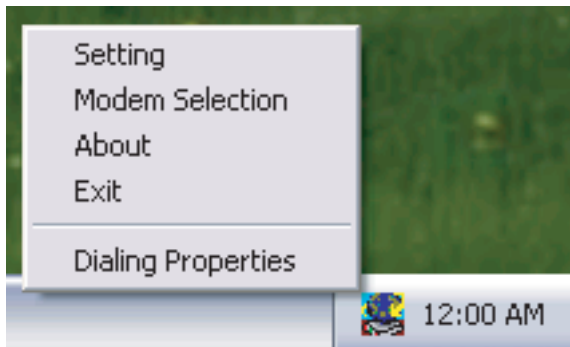 Setting
Modem Selection
About
Exit
Dialing Properties
12:00 AM